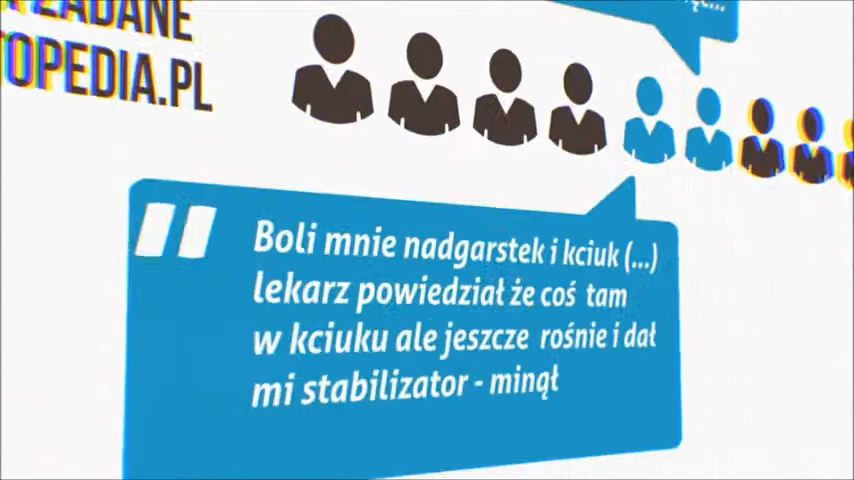 ZADANE
TOPEDIA.PL
Boli mnie nadgarstek i kciuk (...)
lekarz powiedział że coś tam
w kciuku ale jeszcze rośnie i dał
mi stabilizator - minął